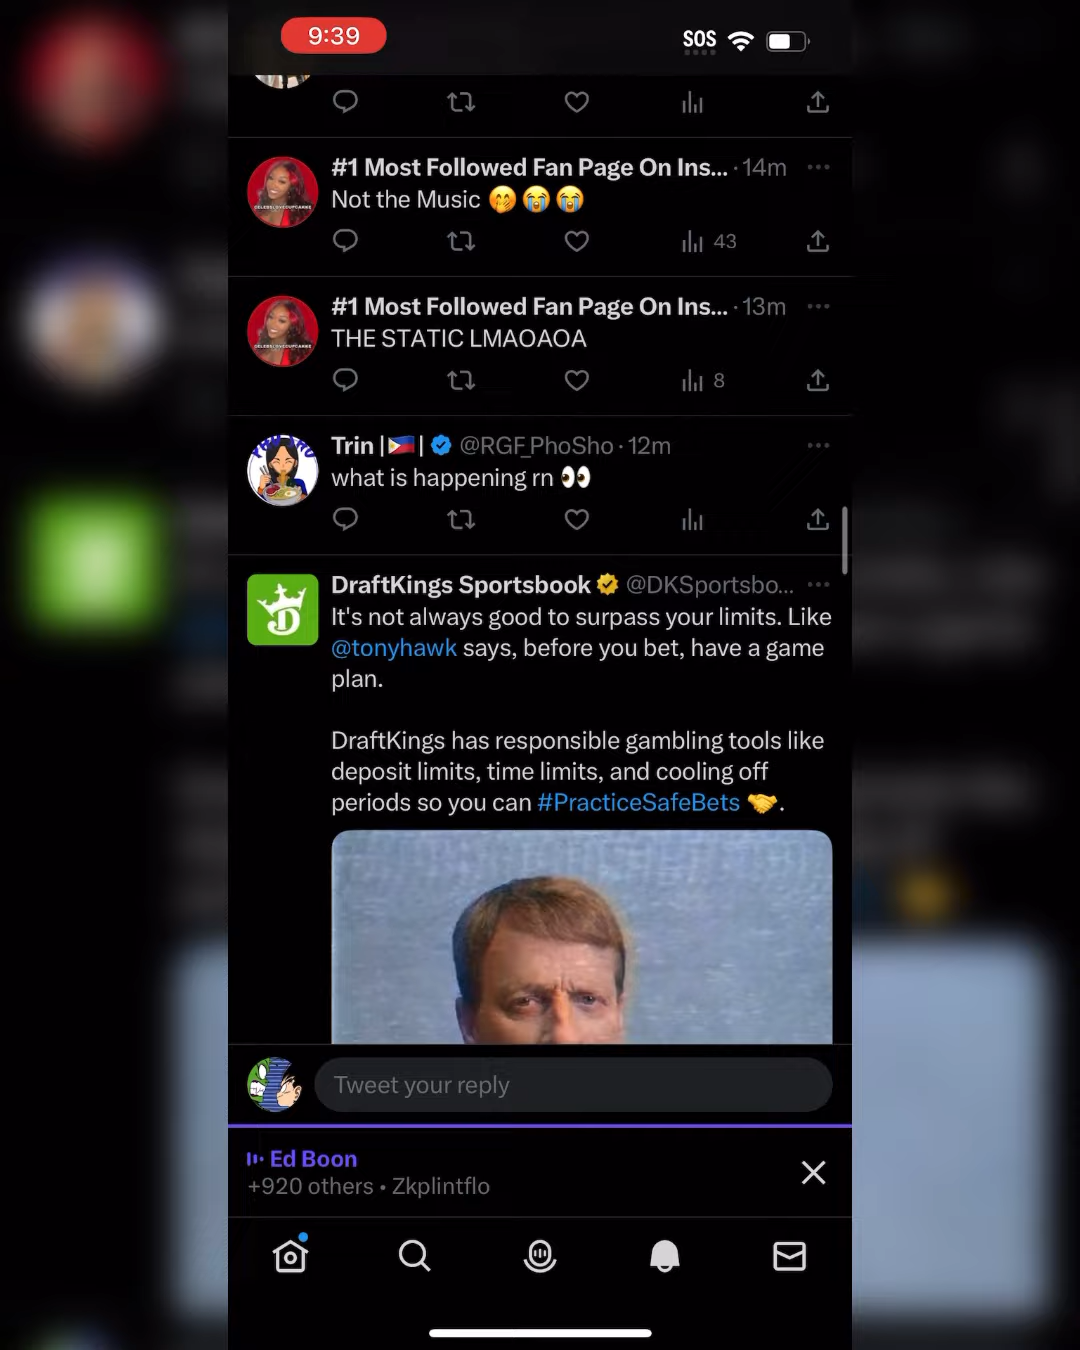 9:39
SOS
#1 Most Followed Fan Page On Ins... · 14m
Not the Music 🤭😭😭
43
#1 Most Followed Fan Page On Ins... · 13m
THE STATIC LMAOAOA
8
Trin |🇵🇭| @RGF_PhoSho · 12m
what is happening rn 👀
DraftKings Sportsbook @DKSportsbo...
It's not always good to surpass your limits. Like
@tonyhawk says, before you bet, have a game
plan.
DraftKings has responsible gambling tools like
deposit limits, time limits, and cooling off
periods so you can #PracticeSafeBets 🤝.
Tweet your reply
Ed Boon
+920 others • Zkplintflo